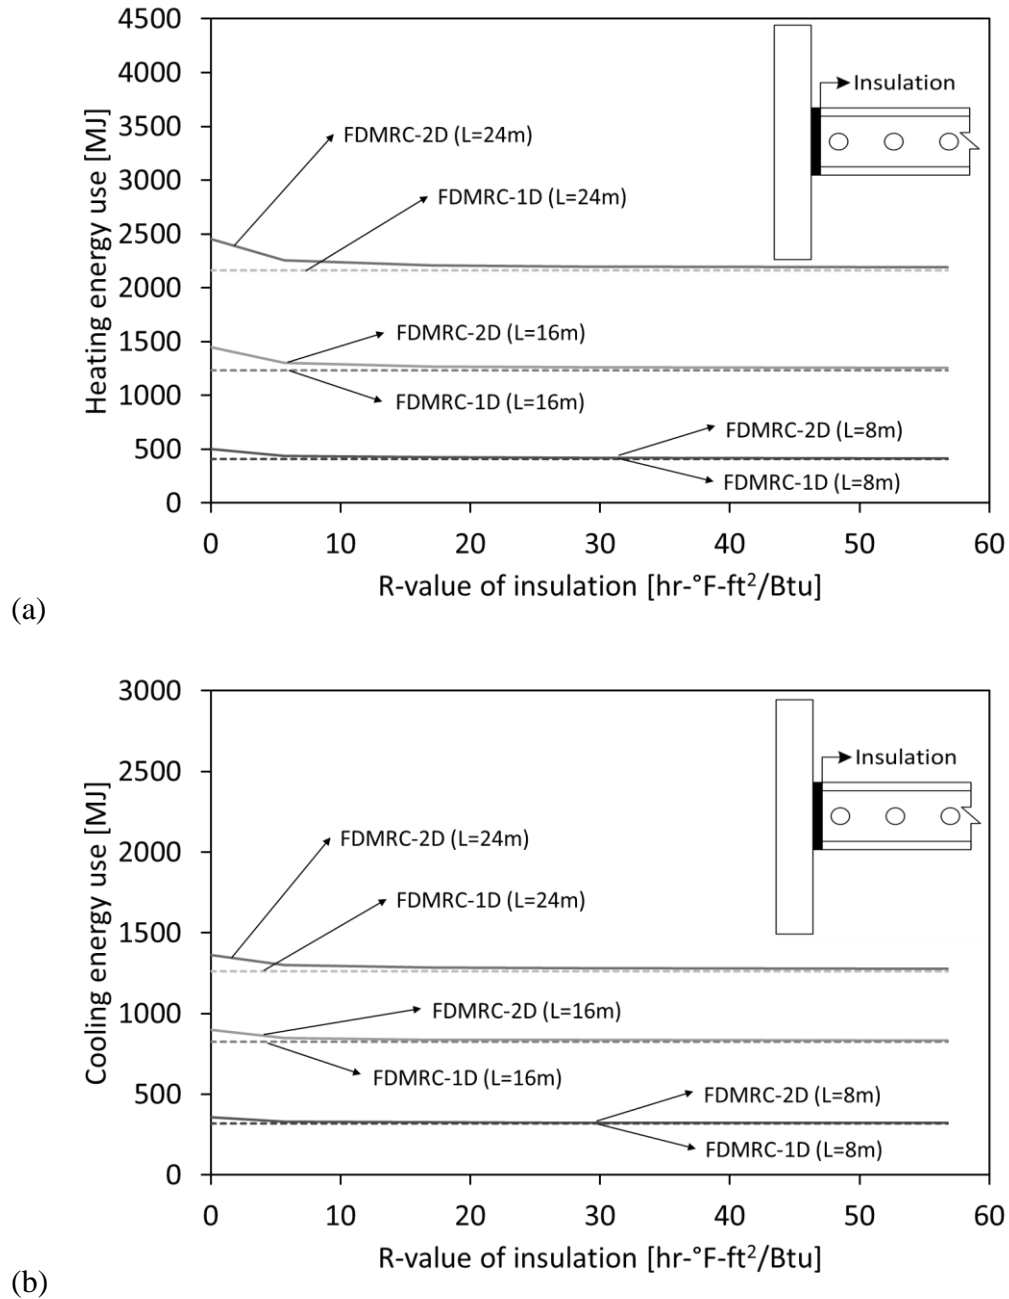 4500
4000
3500
3000
2500
2000
1500
1000
500
0
Heating energy use [MJ]
Insulation
FDMRC-2D (L=24m)
FDMRC-1D (L=24m)
FDMRC-2D (L=16m)
FDMRC-1D (L=16m)
FDMRC-2D (L=8m)
FDMRC-1D (L=8m)
0 10 20 30 40 50 60
R-value of insulation [hr-°F-ft²/Btu]
(a)
3000
2500
2000
1500
1000
500
0
Cooling energy use [MJ]
Insulation
FDMRC-2D (L=24m)
FDMRC-1D (L=24m)
FDMRC-2D (L=16m)
FDMRC-1D (L=16m)
FDMRC-2D (L=8m)
FDMRC-1D (L=8m)
0 10 20 30 40 50 60
R-value of insulation [hr-°F-ft²/Btu]
(b)